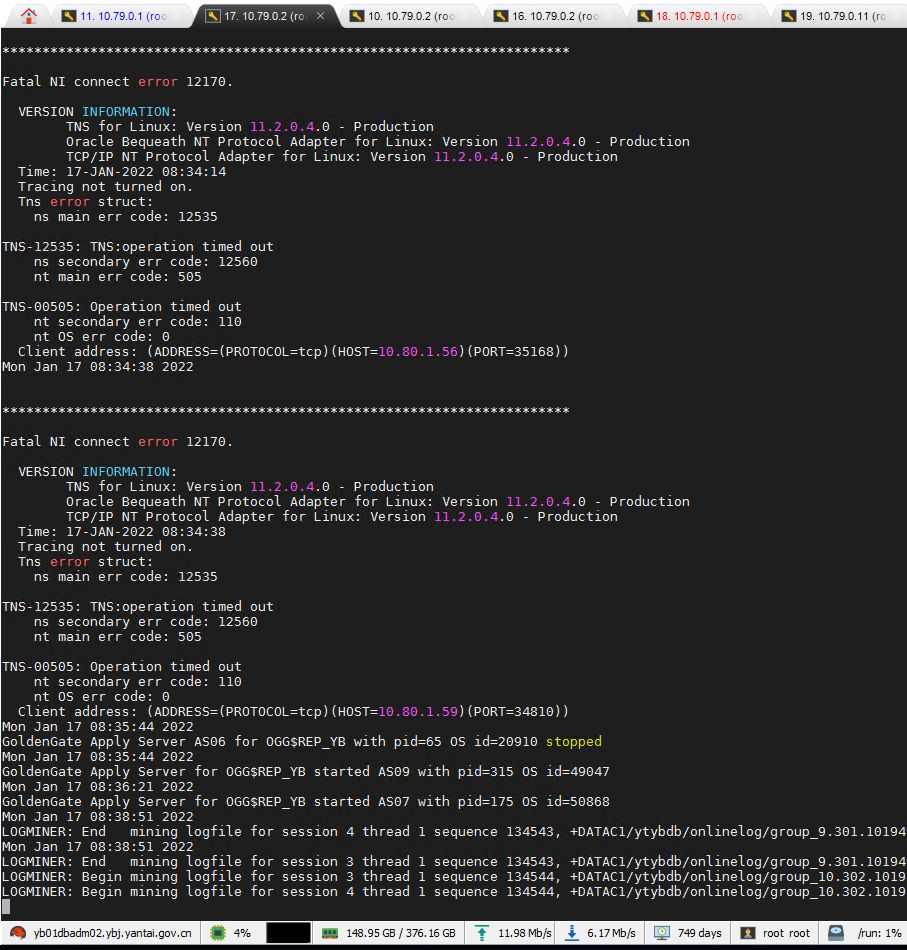 11. 10.79.0.1 (roo
17. 10.79.0.2 (ro
10. 10.79.0.2 (roo
16. 10.79.0.2 (roo
18. 10.79.0.1 (roo
19. 10.79.0.11 (ro
***********************************************************************
Fatal NI connect error 12170.
VERSION INFORMATION:
TNS for Linux: Version 11.2.0.4.0 - Production
Oracle Bequeath NT Protocol Adapter for Linux: Version 11.2.0.4.0 - Production
TCP/IP NT Protocol Adapter for Linux: Version 11.2.0.4.0 - Production
Time: 17-JAN-2022 08:34:14
Tracing not turned on.
Tns error struct:
ns main err code: 12535
TNS-12535: TNS:operation timed out
ns secondary err code: 12560
nt main err code: 505
TNS-00505: Operation timed out
nt secondary err code: 110
nt OS err code: 0
Client address: (ADDRESS=(PROTOCOL=tcp)(HOST=10.80.1.56)(PORT=35168))
Mon Jan 17 08:34:38 2022
***********************************************************************
Fatal NI connect error 12170.
VERSION INFORMATION:
TNS for Linux: Version 11.2.0.4.0 - Production
Oracle Bequeath NT Protocol Adapter for Linux: Version 11.2.0.4.0 - Production
TCP/IP NT Protocol Adapter for Linux: Version 11.2.0.4.0 - Production
Time: 17-JAN-2022 08:34:38
Tracing not turned on.
Tns error struct:
ns main err code: 12535
TNS-12535: TNS:operation timed out
ns secondary err code: 12560
nt main err code: 505
TNS-00505: Operation timed out
nt secondary err code: 110
nt OS err code: 0
Client address: (ADDRESS=(PROTOCOL=tcp)(HOST=10.80.1.59)(PORT=34810))
Mon Jan 17 08:35:44 2022
GoldenGate Apply Server AS06 for OGG$REP_YB with pid=65 OS id=20910 stopped
Mon Jan 17 08:35:44 2022
GoldenGate Apply Server for OGG$REP_YB started AS09 with pid=315 OS id=49047
Mon Jan 17 08:36:21 2022
GoldenGate Apply Server for OGG$REP_YB started AS07 with pid=175 OS id=50868
Mon Jan 17 08:38:51 2022
LOGMINER: End   mining logfile for session 4 thread 1 sequence 134543, +DATAC1/ytybdb/onlinelog/group_9.301.10194
Mon Jan 17 08:38:51 2022
LOGMINER: End   mining logfile for session 3 thread 1 sequence 134543, +DATAC1/ytybdb/onlinelog/group_9.301.10194
LOGMINER: Begin mining logfile for session 3 thread 1 sequence 134544, +DATAC1/ytybdb/onlinelog/group_10.302.1019
LOGMINER: Begin mining logfile for session 4 thread 1 sequence 134544, +DATAC1/ytybdb/onlinelog/group_10.302.1019
yb01dbadm02.ybj.yantai.gov.cn 4% 148.95 GB / 376.16 GB 11.98 Mb/s 6.17 Mb/s 749 days root root /run: 1%